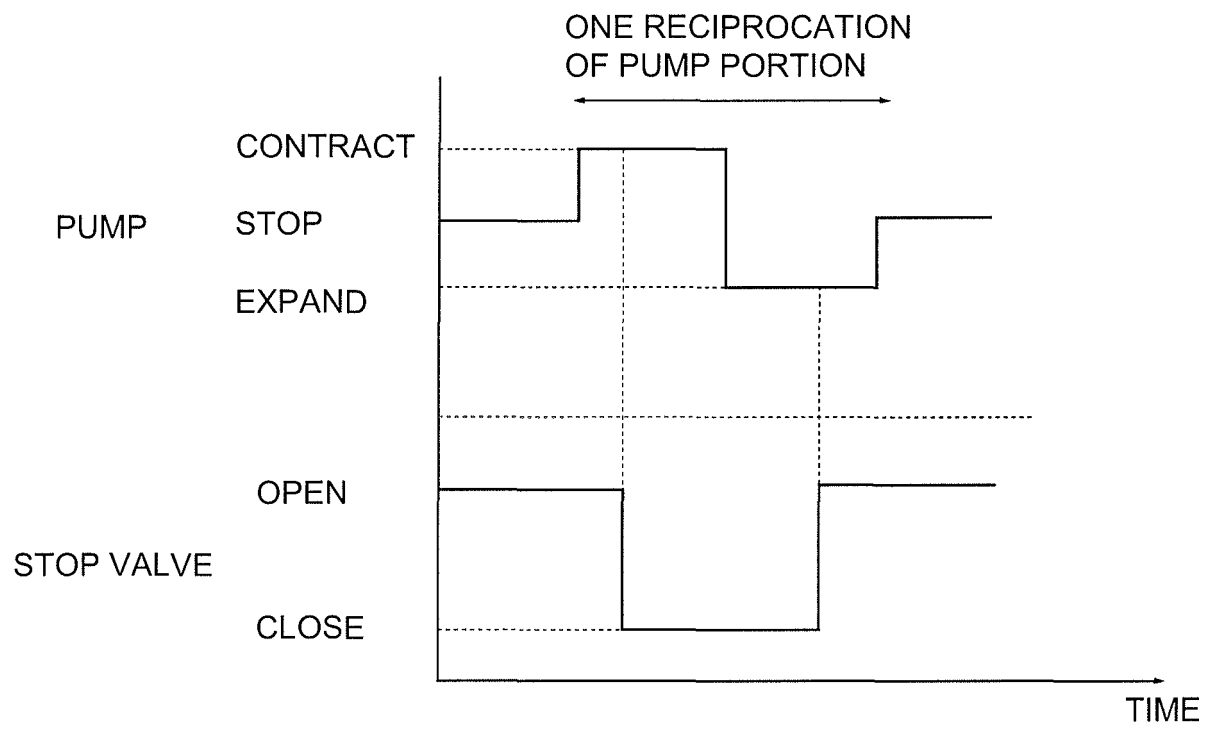 ONE RECIPROCATION
OF PUMP PORTION
CONTRACT
PUMP
STOP
EXPAND
OPEN
STOP VALVE
CLOSE
TIME